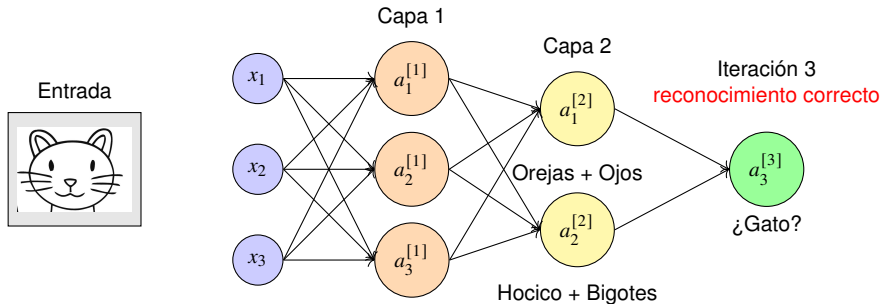 Entrada
Capa 1
Capa 2
Iteración 3
reconocimiento correcto
x₁
x₂
x₃
a₁^[1]
a₂^[1]
a₃^[1]
a₁^[2]
Orejas + Ojos
a₂^[2]
Hocico + Bigotes
a₃^[3]
¿Gato?